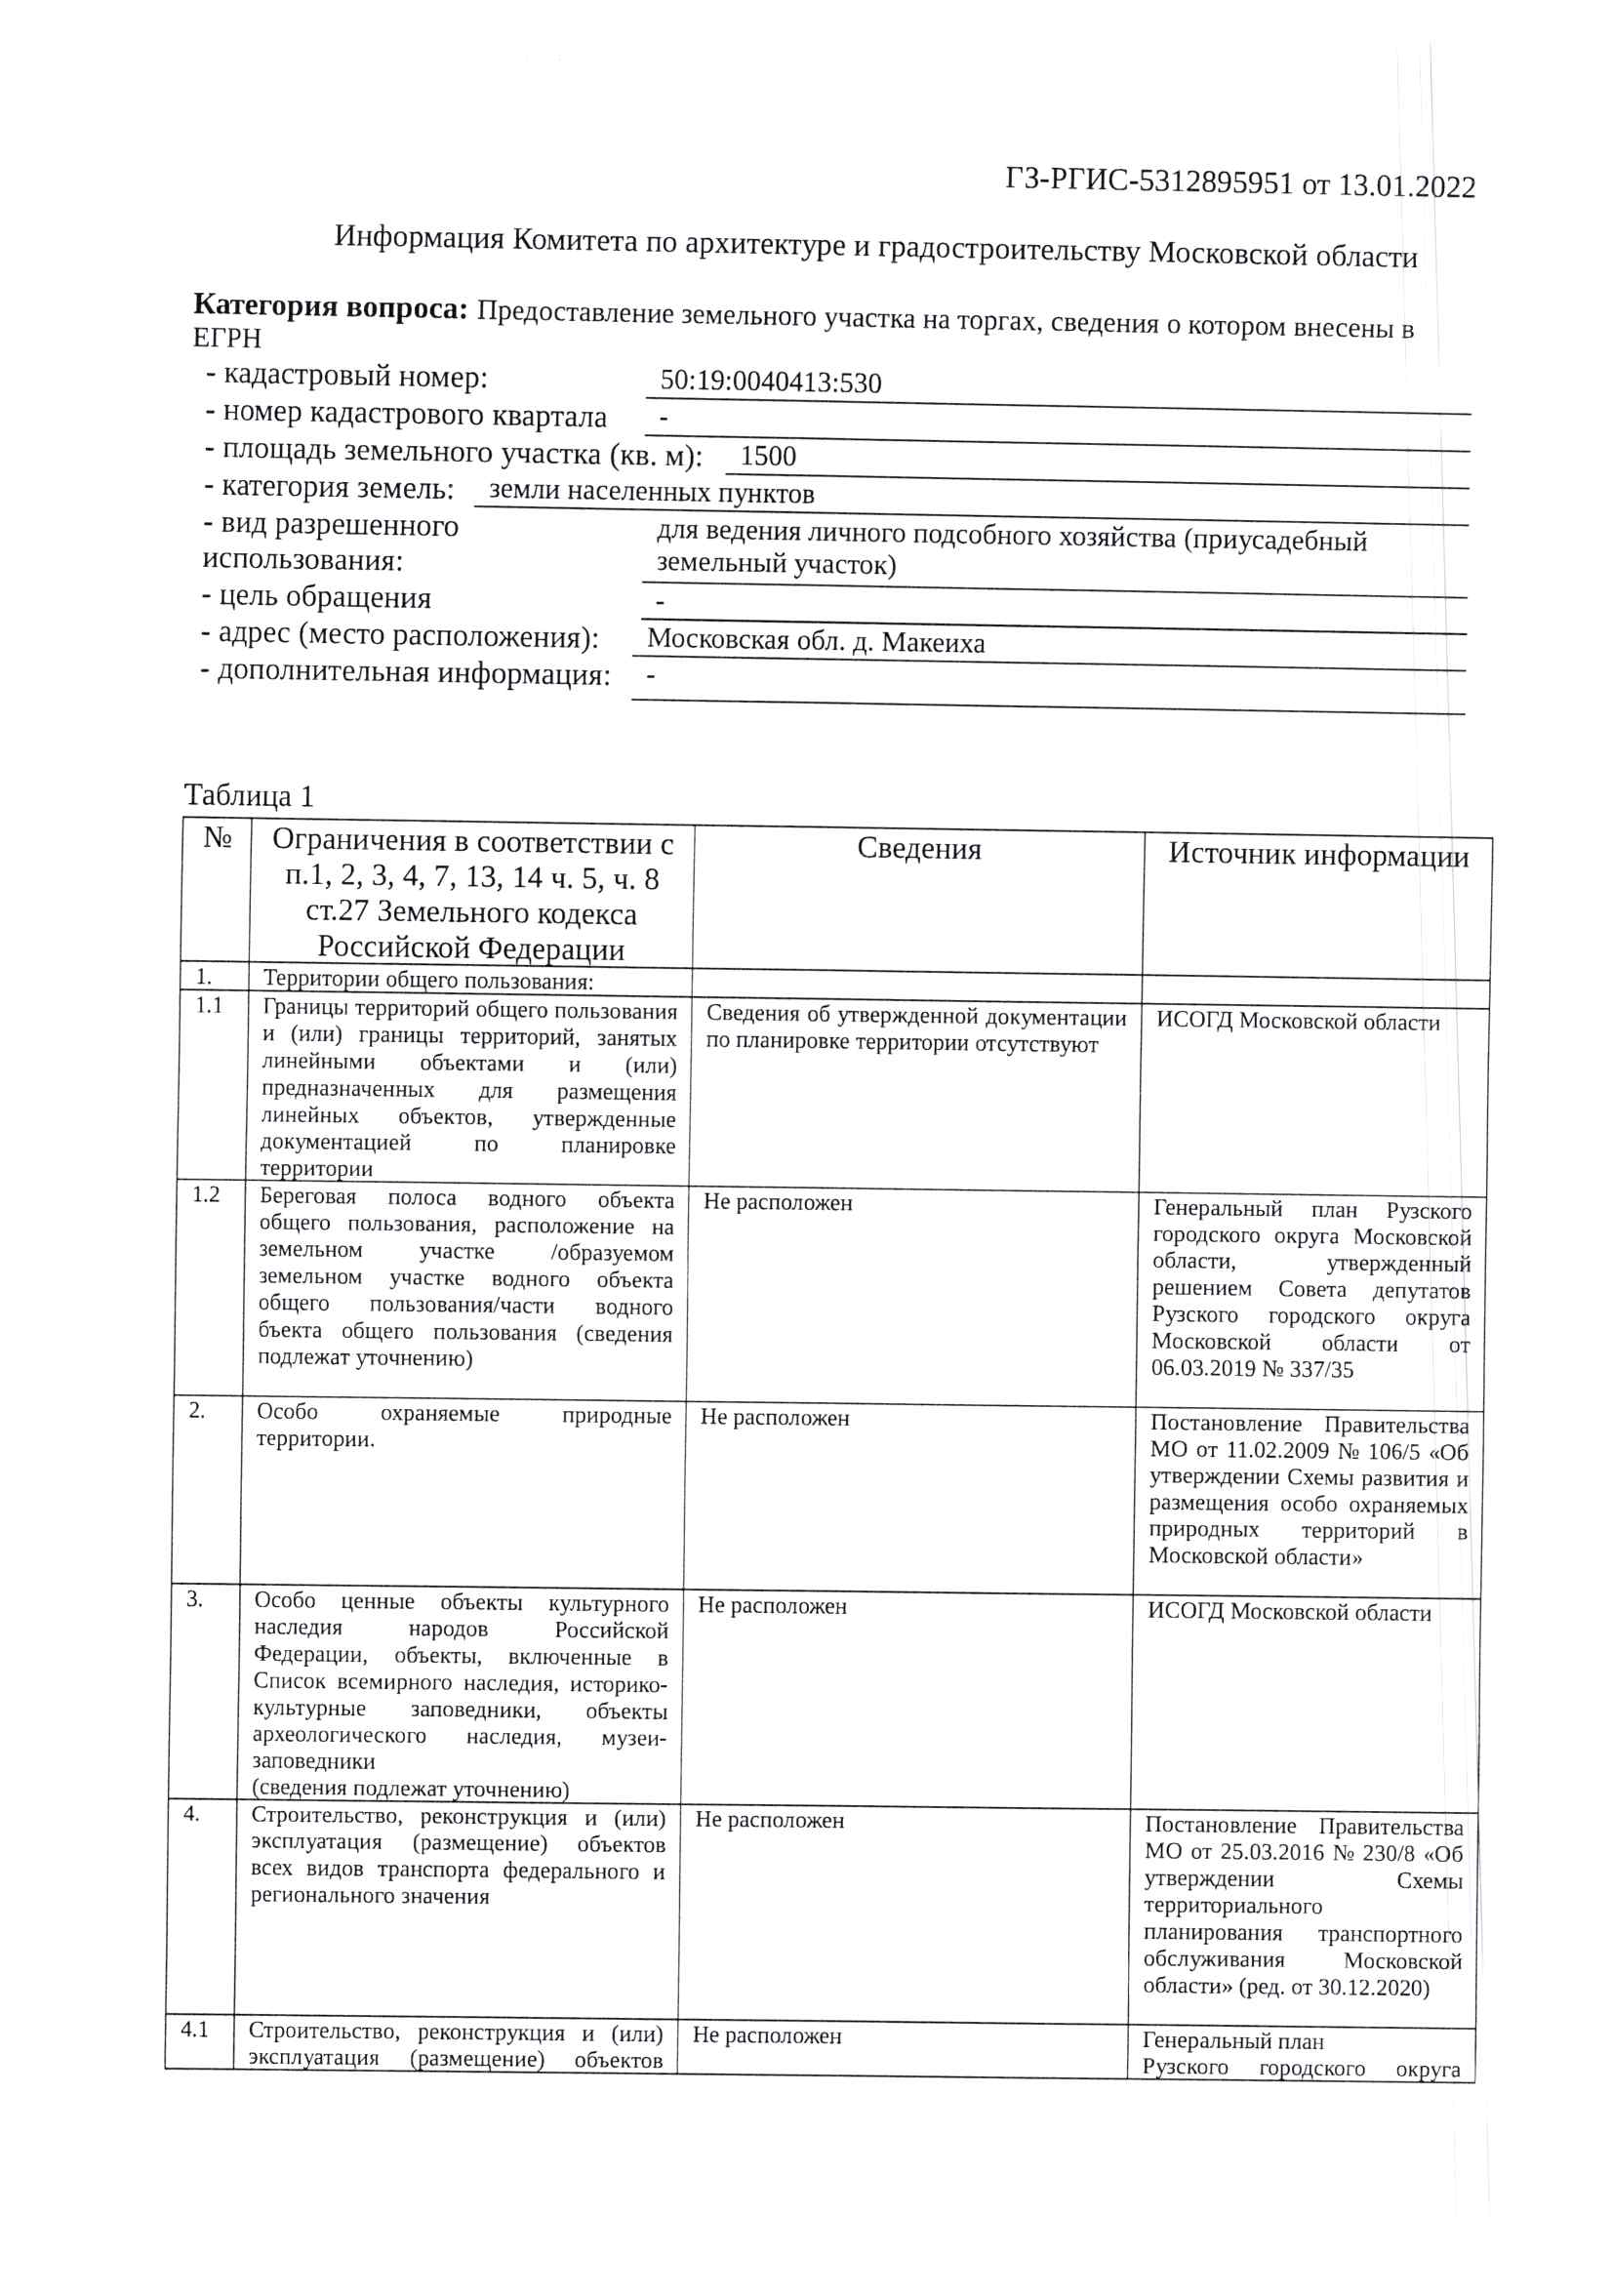 ГЗ-РГИС-5312895951 от 13.01.2022
Информация Комитета по архитектуре и градостроительству Московской области
Категория вопроса: Предоставление земельного участка на торгах, сведения о котором внесены в
ЕГРН
- кадастровый номер: 50:19:0040413:530
- номер кадастрового квартала -
- площадь земельного участка (кв. м): 1500
- категория земель: земли населенных пунктов
- вид разрешенного
использования:
для ведения личного подсобного хозяйства (приусадебный
земельный участок)
- цель обращения -
- адрес (место расположения): Московская обл. д. Макеиха
- дополнительная информация: -
Таблица 1
№
Ограничения в соответствии с
п.1, 2, 3, 4, 7, 13, 14 ч. 5, ч. 8
ст.27 Земельного кодекса
Российской Федерации
Сведения
Источник информации
1.
Территории общего пользования:
1.1
Границы территорий общего пользования
и (или) границы территорий, занятых
линейными объектами и (или)
предназначенных для размещения
линейных объектов, утвержденные
документацией по планировке
территории
Сведения об утвержденной документации
по планировке территории отсутствуют
ИСОГД Московской области
1.2
Береговая полоса водного объекта
общего пользования, расположение на
земельном участке /образуемом
земельном участке водного объекта
общего пользования/части водного
бъекта общего пользования (сведения
подлежат уточнению)
Не расположен
Генеральный план Рузского
городского округа Московской
области, утвержденный
решением Совета депутатов
Рузского городского округа
Московской области от
06.03.2019 № 337/35
2.
Особо охраняемые природные
территории.
Не расположен
Постановление Правительства
МО от 11.02.2009 № 106/5 «Об
утверждении Схемы развития и
размещения особо охраняемых
природных территорий в
Московской области»
3.
Особо ценные объекты культурного
наследия народов Российской
Федерации, объекты, включенные в
Список всемирного наследия, историко-
культурные заповедники, объекты
археологического наследия, музеи-
заповедники
(сведения подлежат уточнению)
Не расположен
ИСОГД Московской области
4.
Строительство, реконструкция и (или)
эксплуатация (размещение) объектов
всех видов транспорта федерального и
регионального значения
Не расположен
Постановление Правительства
МО от 25.03.2016 № 230/8 «Об
утверждении Схемы
территориального
планирования транспортного
обслуживания Московской
области» (ред. от 30.12.2020)
4.1
Строительство, реконструкция и (или)
эксплуатация (размещение) объектов
Не расположен
Генеральный план
Рузского городского округа